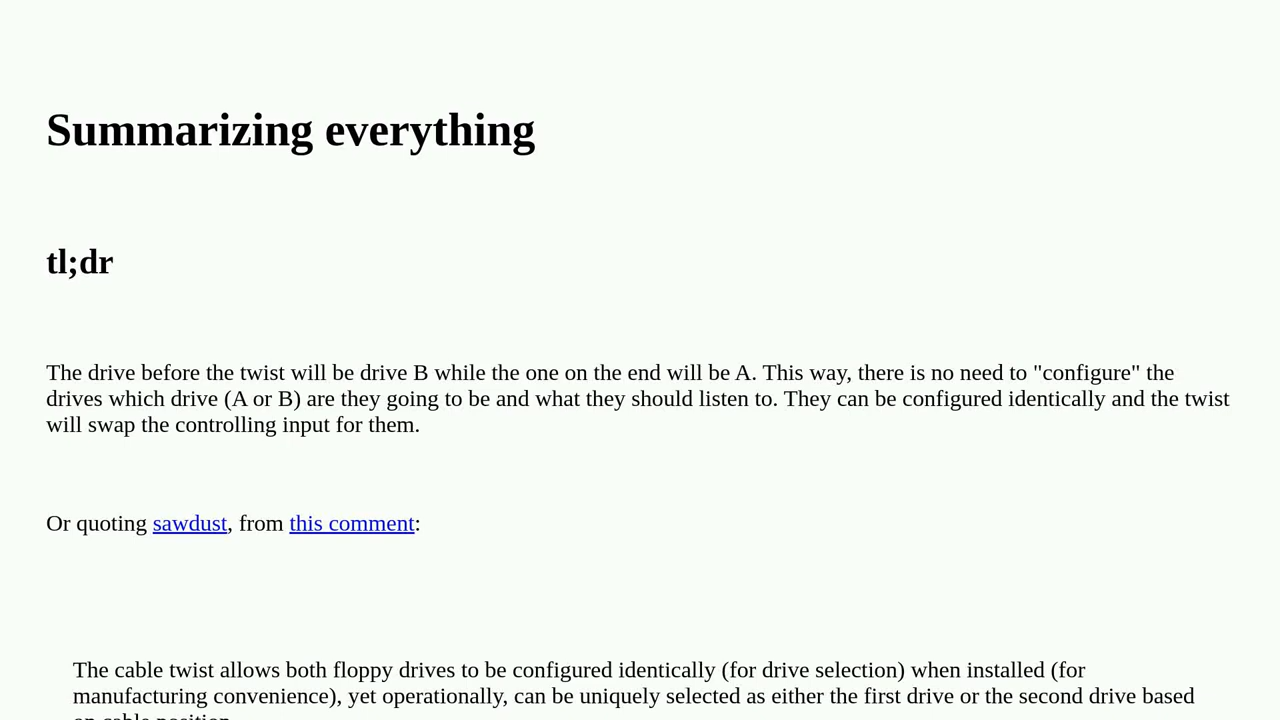 Summarizing everything
tl;dr
The drive before the twist will be drive B while the one on the end will be A. This way, there is no need to "configure" the
drives which drive (A or B) are they going to be and what they should listen to. They can be configured identically and the twist
will swap the controlling input for them.
Or quoting sawdust, from this comment:
The cable twist allows both floppy drives to be configured identically (for drive selection) when installed (for
manufacturing convenience), yet operationally, can be uniquely selected as either the first drive or the second drive based
on cable position.